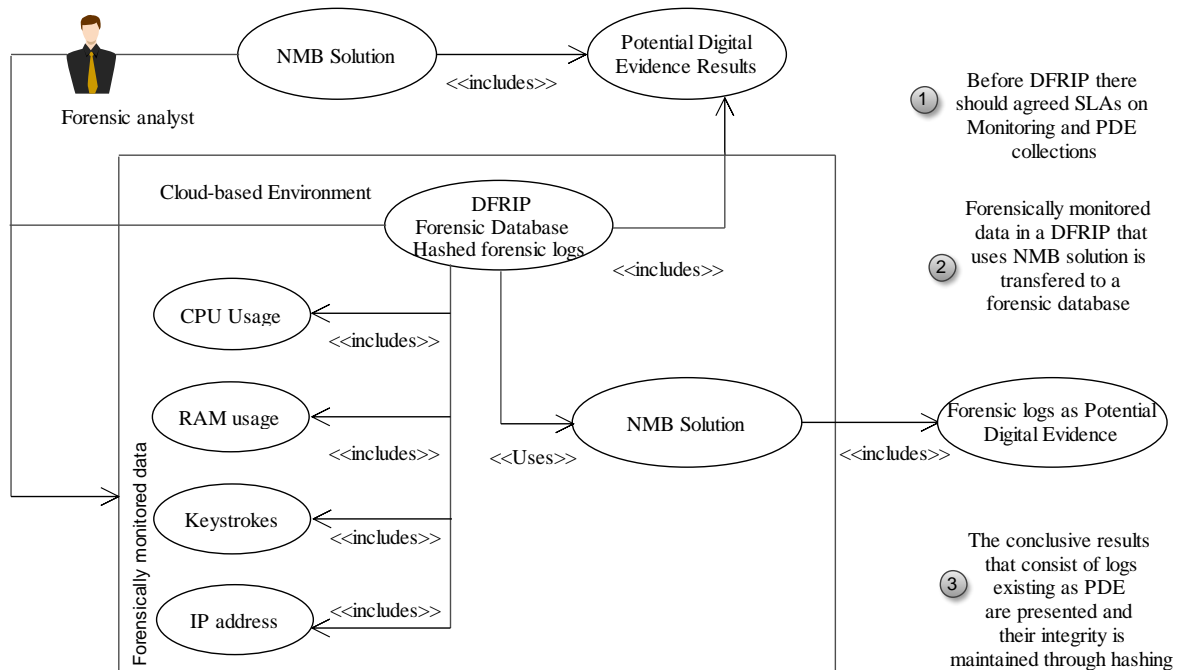 NMB Solution
<<includes>>
Potential Digital
Evidence Results
Forensic analyst
1
Before DFRIP there
should agreed SLAs on
Monitoring and PDE
collections
Cloud-based Environment
DFRIP
Forensic Database
Hashed forensic logs
<<includes>>
2
Forensically monitored
data in a DFRIP that
uses NMB solution is
transfered to a
forensic database
CPU Usage
<<includes>>
RAM usage
<<includes>>
Keystrokes
<<includes>>
IP address
<<includes>>
Forensically monitored data
<<Uses>>
NMB Solution
<<includes>>
Forensic logs as Potential
Digital Evidence
3
The conclusive results
that consist of logs
existing as PDE
are presented and
their integrity is
maintained through hashing